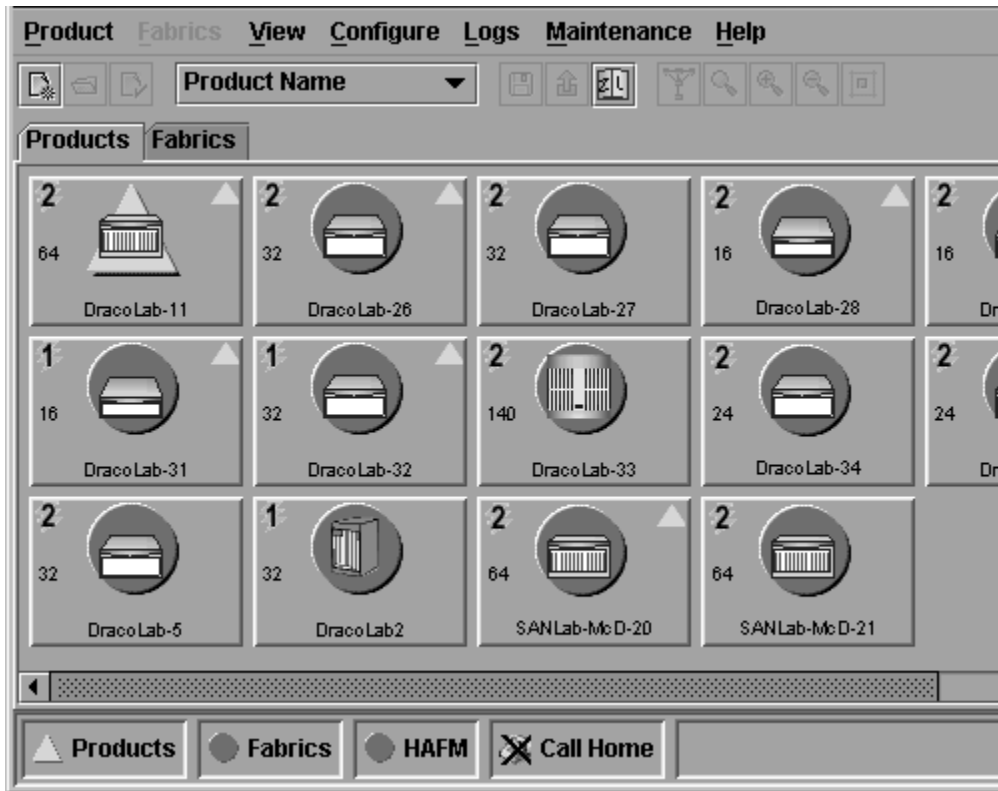 Product Fabrics View Configure Logs Maintenance Help
Product Name
Products Fabrics
2 2 2 2 2
64 32 32 16 16
DracoLab-11 DracoLab-26 DracoLab-27 DracoLab-28 Dr
1 1 2 2 2
16 32 140 24 24
DracoLab-31 DracoLab-32 DracoLab-33 DracoLab-34 Dr
2 1 2 2
32 32 64 64
DracoLab-5 DracoLab2 SANLab-McD-20 SANLab-McD-21
Products Fabrics HAFM Call Home